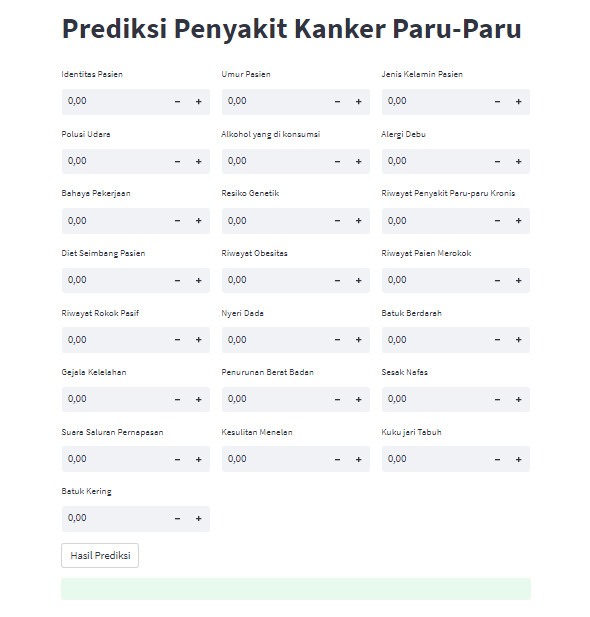 Prediksi Penyakit Kanker Paru-Paru
Identitas Pasien Umur Pasien Jenis Kelamin Pasien
0,00 − + 0,00 − + 0,00 − +
Polusi Udara Alkohol yang di konsumsi Alergi Debu
0,00 − + 0,00 − + 0,00 − +
Bahaya Pekerjaan Resiko Genetik Riwayat Penyakit Paru-paru Kronis
0,00 − + 0,00 − + 0,00 − +
Diet Seimbang Pasien Riwayat Obesitas Riwayat Paien Merokok
0,00 − + 0,00 − + 0,00 − +
Riwayat Rokok Pasif Nyeri Dada Batuk Berdarah
0,00 − + 0,00 − + 0,00 − +
Gejala Kelelahan Penurunan Berat Badan Sesak Nafas
0,00 − + 0,00 − + 0,00 − +
Suara Saluran Pernapasan Kesulitan Menelan Kuku jari Tabuh
0,00 − + 0,00 − + 0,00 − +
Batuk Kering
0,00 − +
Hasil Prediksi